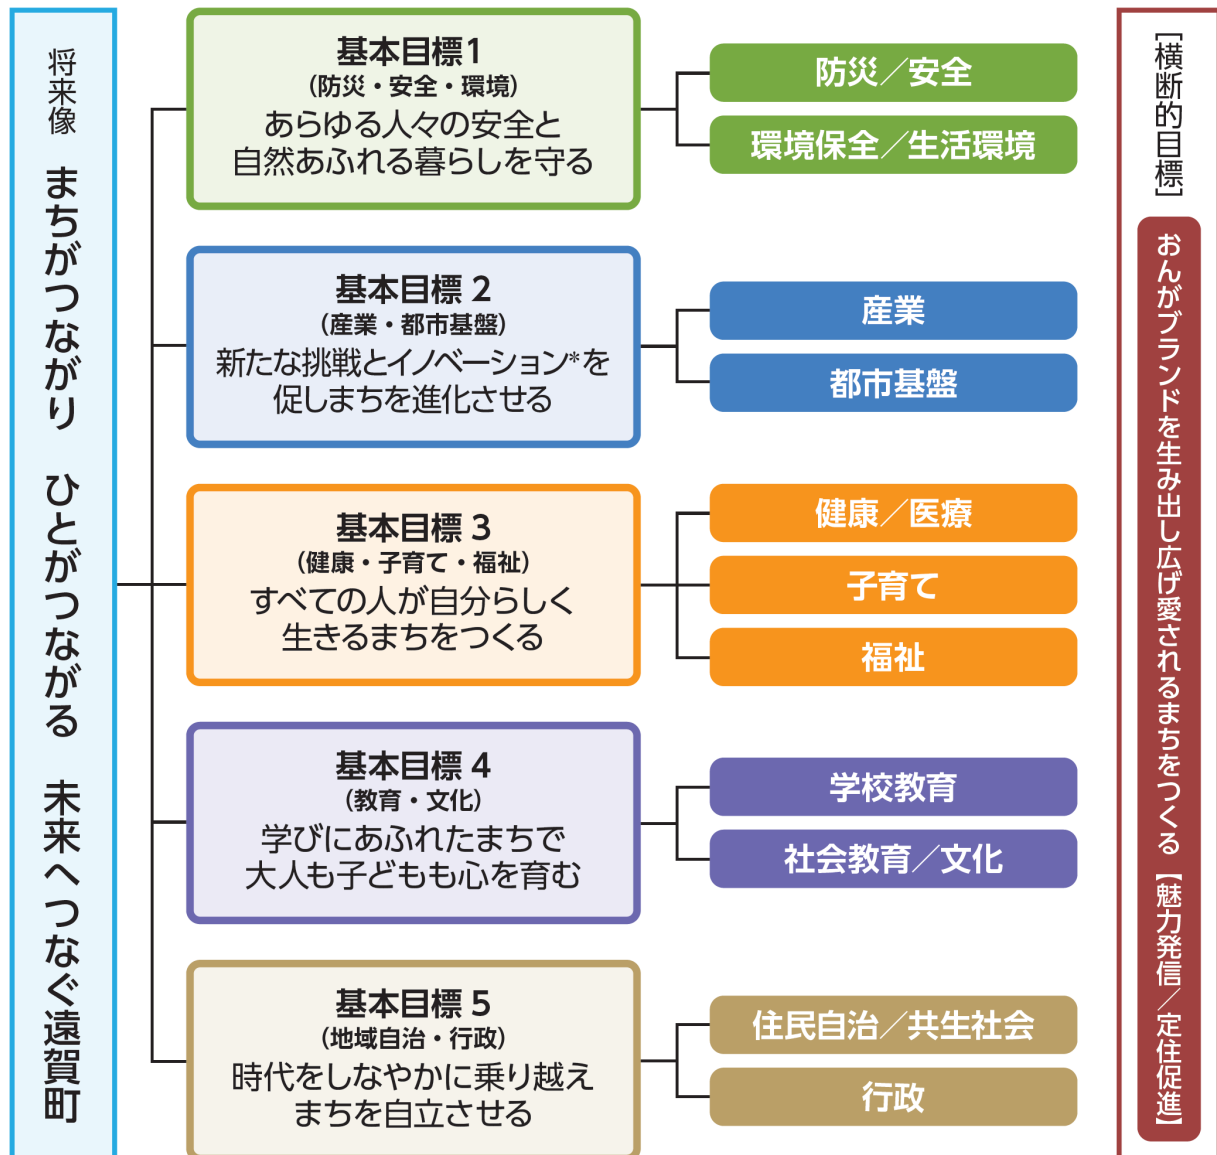 将来像 まちがつながり ひとがつながる 未来へつなぐ遠賀町
基本目標1
(防災・安全・環境)
あらゆる人々の安全と
自然あふれる暮らしを守る
防災／安全
環境保全／生活環境
基本目標 2
(産業・都市基盤)
新たな挑戦とイノベーション*を
促しまちを進化させる
産業
都市基盤
基本目標 3
(健康・子育て・福祉)
すべての人が自分らしく
生きるまちをつくる
健康／医療
子育て
福祉
基本目標 4
(教育・文化)
学びにあふれたまちで
大人も子どもも心を育む
学校教育
社会教育／文化
基本目標 5
(地域自治・行政)
時代をしなやかに乗り越え
まちを自立させる
住民自治／共生社会
行政
［横断的目標］
おんがブランドを生み出し広げ愛されるまちをつくる【魅力発信／定住促進】